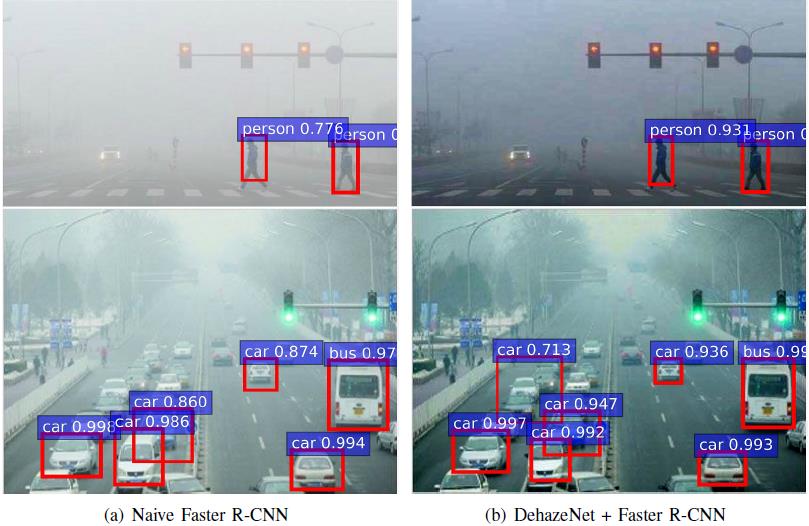 person 0.776
person 0
person 0.931
person 0
car 0.874
bus 0.97
car 0.860
car 0.986
car 0.998
car 0.994
car 0.713
car 0.936
bus 0.99
car 0.947
car 0.997
car 0.992
car 0.993
(a) Naive Faster R-CNN
(b) DehazeNet + Faster R-CNN